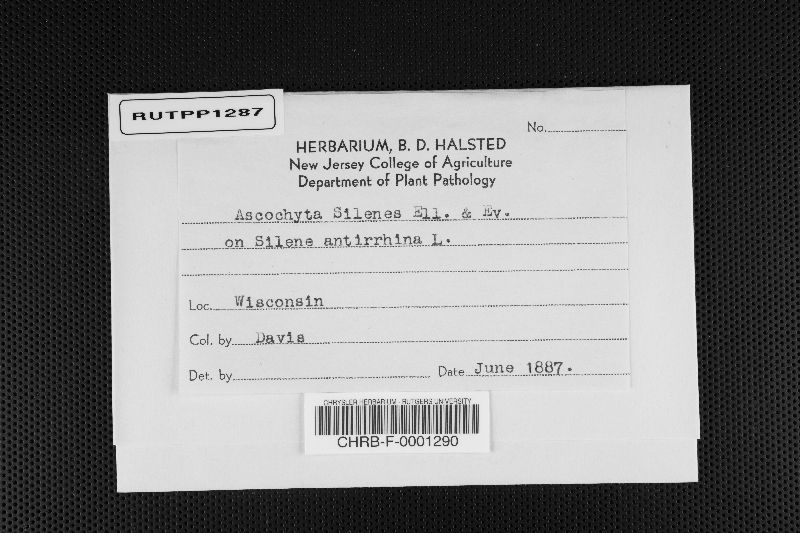 RUTPP1287
No.
HERBARIUM, B. D. HALSTED
New Jersey College of Agriculture
Department of Plant Pathology
Ascochyta Silenes Ell. & Ev.
on Silene antirrhina L.
Loc. Wisconsin
Col. by Davis
Det. by Date June 1887.
CHRYSLER HERBARIUM - RUTGERS UNIVERSITY
CHRB-F-0001290